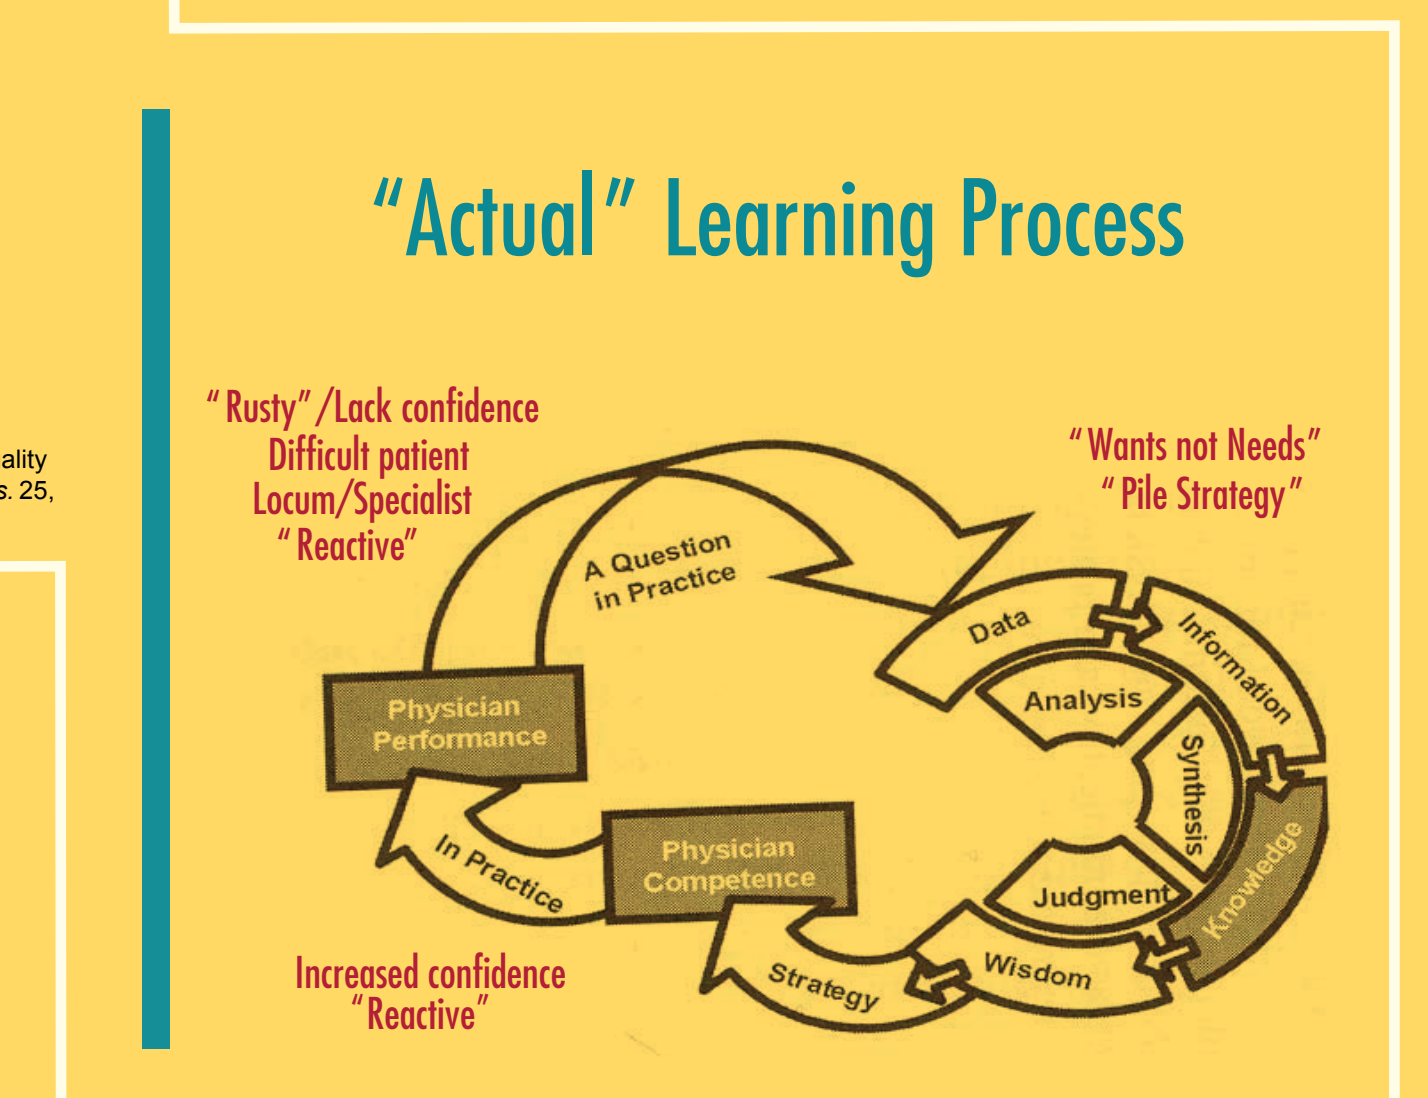 “Actual” Learning Process
“Rusty”/Lack confidence
Difficult patient
Locum/Specialist
“Reactive”
“Wants not Needs”
“Pile Strategy”
ality
s. 25,
A Question
in Practice
Data
Information
Analysis
Synthesis
Physician
Performance
Knowledge
Physician
Competence
Judgment
In Practice
Wisdom
Strategy
Increased confidence
“Reactive”